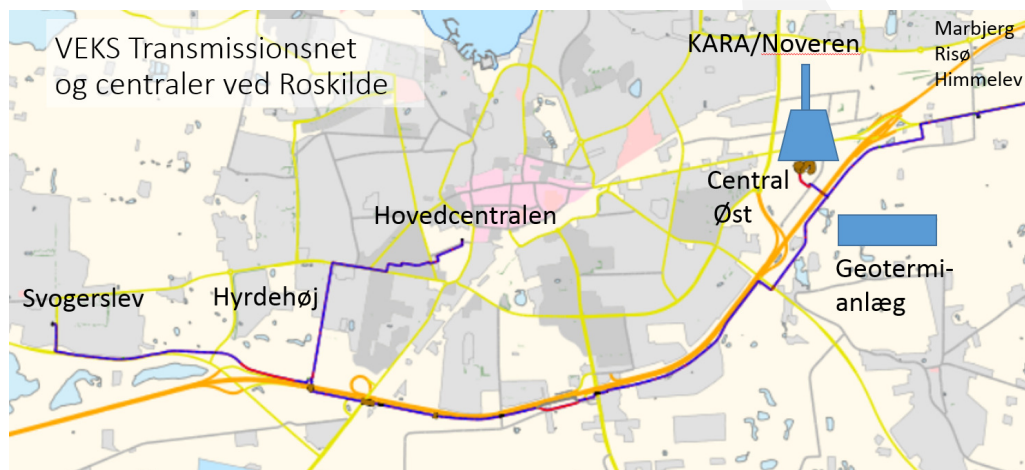 VEKS Transmissionsnet
og centraler ved Roskilde
KARA/Noveren
Marbjerg
Risø
Himmelev
Central
Øst
Hovedcentralen
Svogerslev
Hyrdehøj
Geotermi-
anlæg